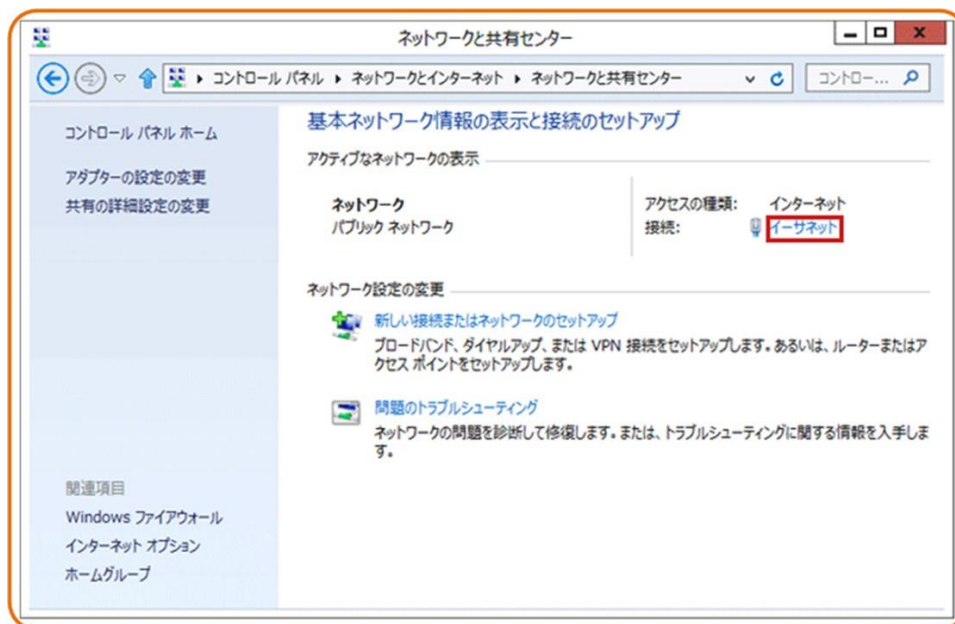 ネットワークと共有センター
コントロール パネル ▸ ネットワークとインターネット ▸ ネットワークと共有センター
コントロー...
コントロール パネル ホーム
アダプターの設定の変更
共有の詳細設定の変更
基本ネットワーク情報の表示と接続のセットアップ
アクティブなネットワークの表示
ネットワーク
パブリック ネットワーク
アクセスの種類: インターネット
接続: イーサネット
ネットワーク設定の変更
新しい接続またはネットワークのセットアップ
ブロードバンド、ダイヤルアップ、または VPN 接続をセットアップします。あるいは、ルーターまたはア
クセス ポイントをセットアップします。
問題のトラブルシューティング
ネットワークの問題を診断して修復します。または、トラブルシューティングに関する情報を入手しま
す。
関連項目
Windows ファイアウォール
インターネット オプション
ホームグループ